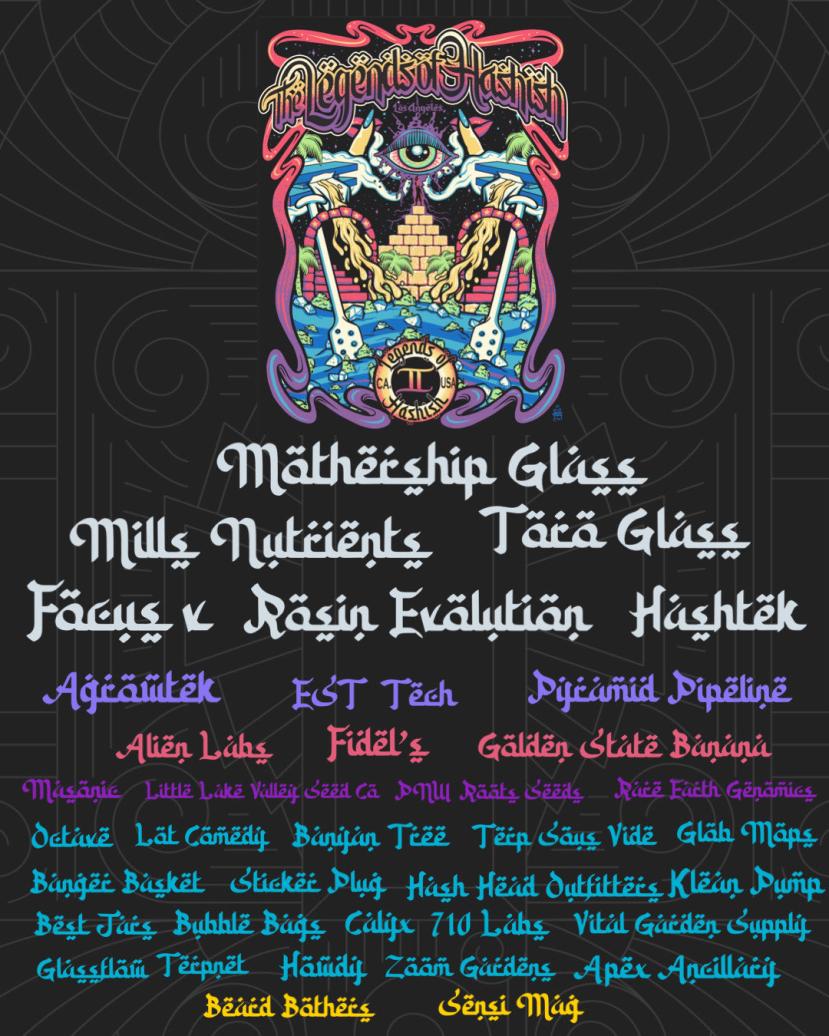 The Legends of Hashish
Los Angeles
Legends of
CA. II USA
Hashish
Mothership Glass
Mills Nutrients Toro Glass
Focus v Rosin Evolution Hashtek
Agrowtek EST Tech Pyramid Pipeline
Alien Labs Fidel's Golden State Banana
Masonic Little Lake Valley Seed Co PNW Roots Seeds Rare Earth Genomics
Octave Lot Comedy Banyan Tree Terp Sous Vide Glob Mops
Banger Basket Sticker Plug Hash Head Outfitters Klean Pump
Best Jars Bubble Bags Calyx 710 Labs Vital Garden Supply
Glassflow Terpnet Howdy Zoom Gardens Apex Ancillary
Beard Bothers Sensi Mag